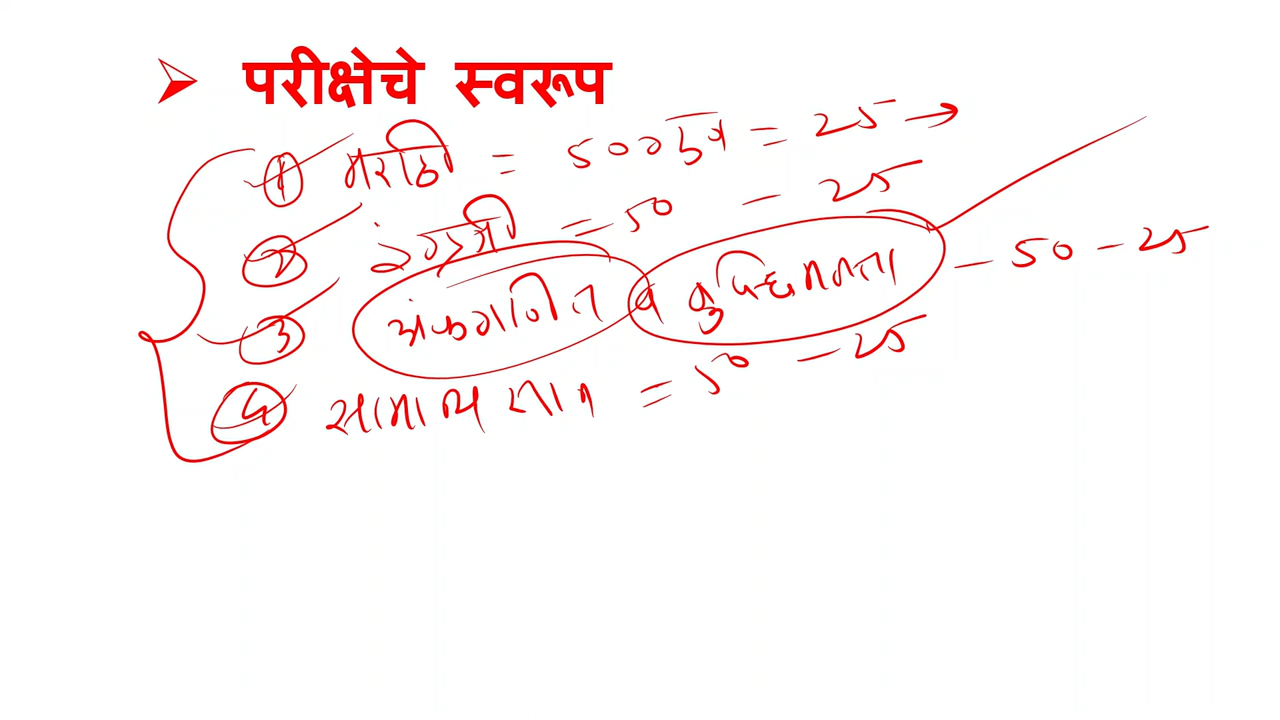 ➢ परीक्षेचे स्वरूप
① मराठी = 50 गुण = 25 →
② इंग्रजी = 50 – 25
③ अंकगणित व बुद्धिमत्ता – 50 – 25
④ सामान्य ज्ञान = 50 – 25